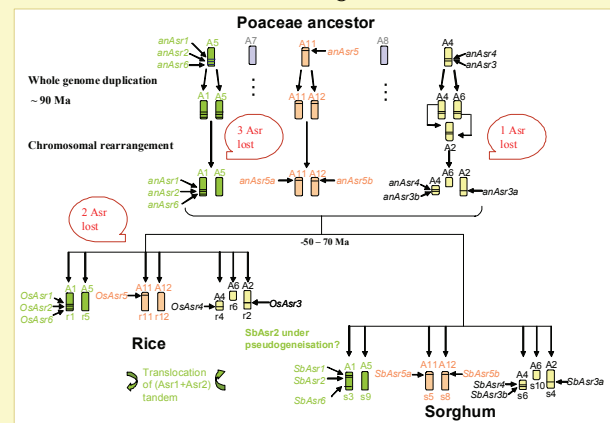 Poaceae ancestor
A5
A7
A11
A8
A4
anAsr1
anAsr2
anAsr6
anAsr5
anAsr4
anAsr3
Whole genome duplication
~ 90 Ma
A1 A5
A11 A12
A4 A6
A2
3 Asr
lost
1 Asr
lost
Chromosomal rearrangement
A1 A5
A11 A12
A4 A6 A2
anAsr1
anAsr2
anAsr6
anAsr5a
anAsr5b
anAsr4
anAsr3b
anAsr3a
2 Asr
lost
-50 – 70 Ma
A1 A5
A11 A12
A4 A6 A2
OsAsr1
OsAsr2
OsAsr6
OsAsr5
OsAsr4
OsAsr3
r1 r5
r11 r12
r4 r6 r2
Rice
SbAsr2 under
pseudogeneisation?
Translocation
of (Asr1+Asr2)
tandem
A1 A5
A11 A12
A4 A6 A2
SbAsr1
SbAsr2
SbAsr6
SbAsr5a
SbAsr5b
SbAsr4
SbAsr3b
SbAsr3a
s3 s9
s5 s8
s6 s10 s4
Sorghum